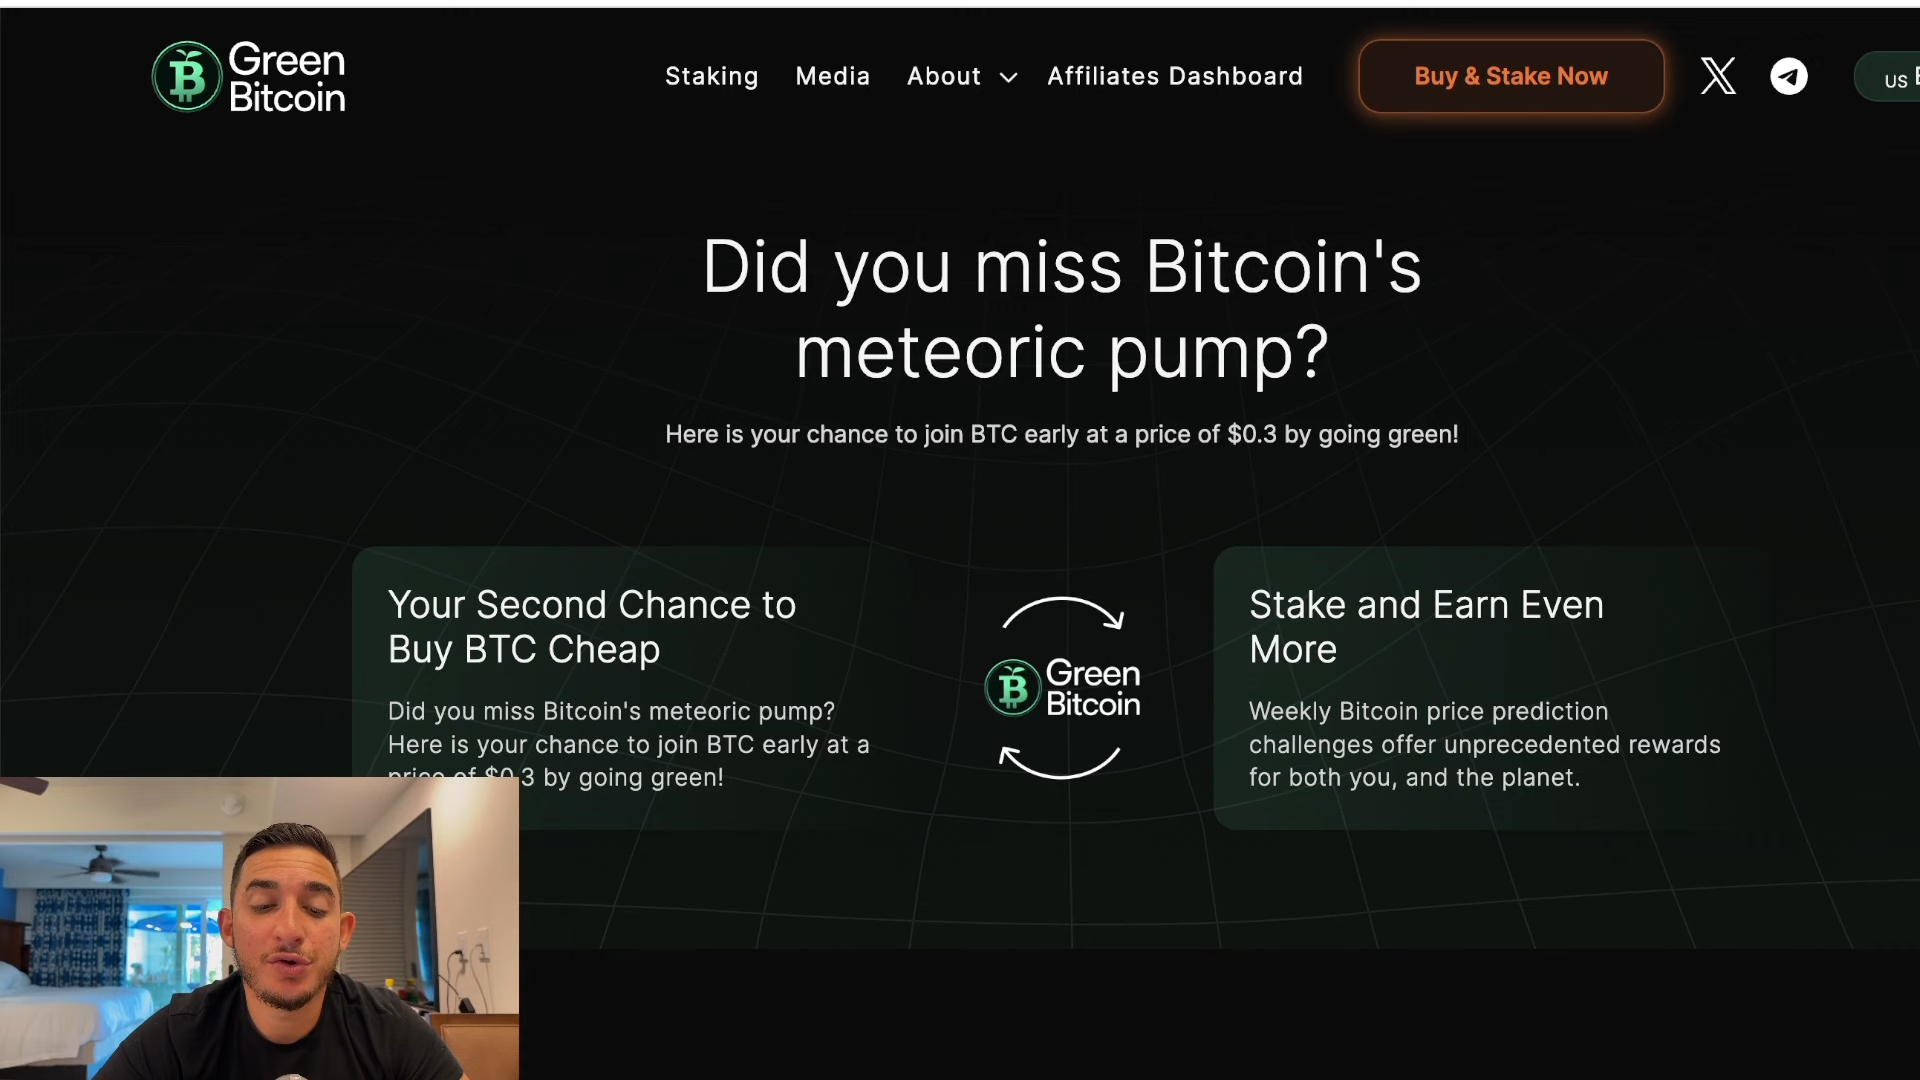 Green
Bitcoin
Staking
Media
About
Affiliates Dashboard
Buy & Stake Now
US
Did you miss Bitcoin's
meteoric pump?
Here is your chance to join BTC early at a price of $0.3 by going green!
Your Second Chance to
Buy BTC Cheap
Did you miss Bitcoin's meteoric pump?
Here is your chance to join BTC early at a
price of $0.3 by going green!
Green
Bitcoin
Stake and Earn Even
More
Weekly Bitcoin price prediction
challenges offer unprecedented rewards
for both you, and the planet.